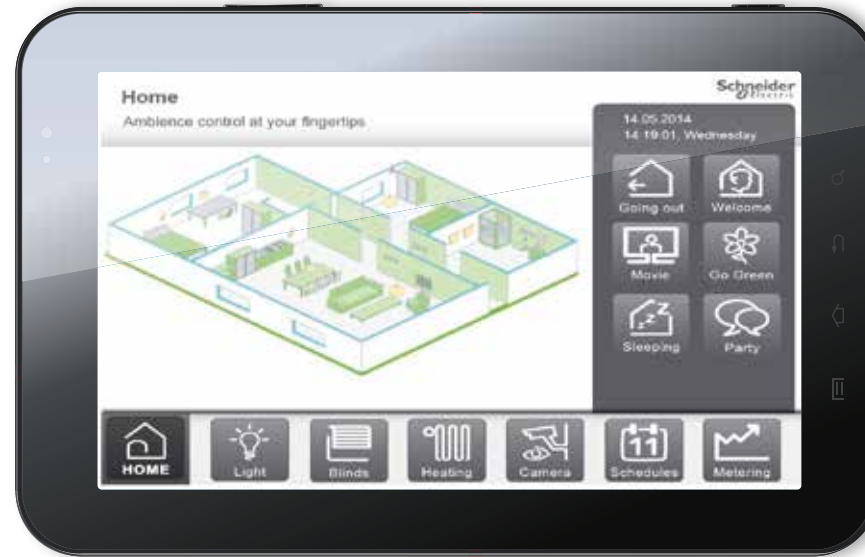 Home
Ambience control at your fingertips
Schneider
Electric
14.05.2014
14:19:01, Wednesday
Going out
Welcome
Movie
Go Green
Sleeping
Party
HOME
Light
Blinds
Heating
Camera
11
Schedules
Metering